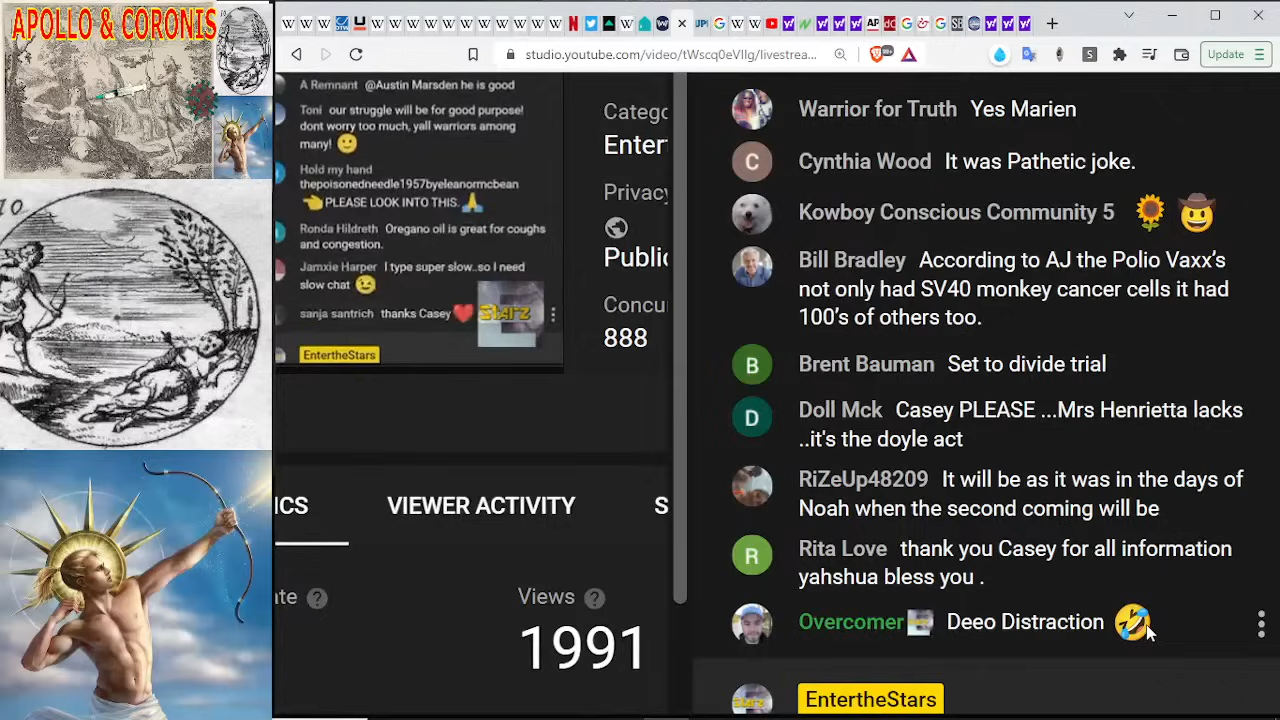 APOLLO & CORONIS
10
Update
studio.youtube.com/video/tWscq0eVIlg/livestrea...
A Remnant @Austin Marsden he is good
Toni our struggle will be for good purpose!
dont worry too much, yall warriors among
many!
Hold my hand
thepoisonedneedle1957byeleanormcbean
PLEASE LOOK INTO THIS.
Ronda Hildreth Oregano oil is great for coughs
and congestion.
Jamxie Harper I type super slow..so I need
slow chat
sanja santrich thanks Casey
Starz
EntertheStars
Catego
Enter
Privacy
Public
Concur
888
ICS
VIEWER ACTIVITY
S
ate
Views
1991
Warrior for Truth Yes Marien
C
Cynthia Wood It was Pathetic joke.
Kowboy Conscious Community 5
Bill Bradley According to AJ the Polio Vaxx's
not only had SV40 monkey cancer cells it had
100's of others too.
B
Brent Bauman Set to divide trial
D
Doll Mck Casey PLEASE ...Mrs Henrietta lacks
..it's the doyle act
RiZeUp48209 It will be as it was in the days of
Noah when the second coming will be
R
Rita Love thank you Casey for all information
yahshua bless you .
Overcomer Deeo Distraction
EntertheStars